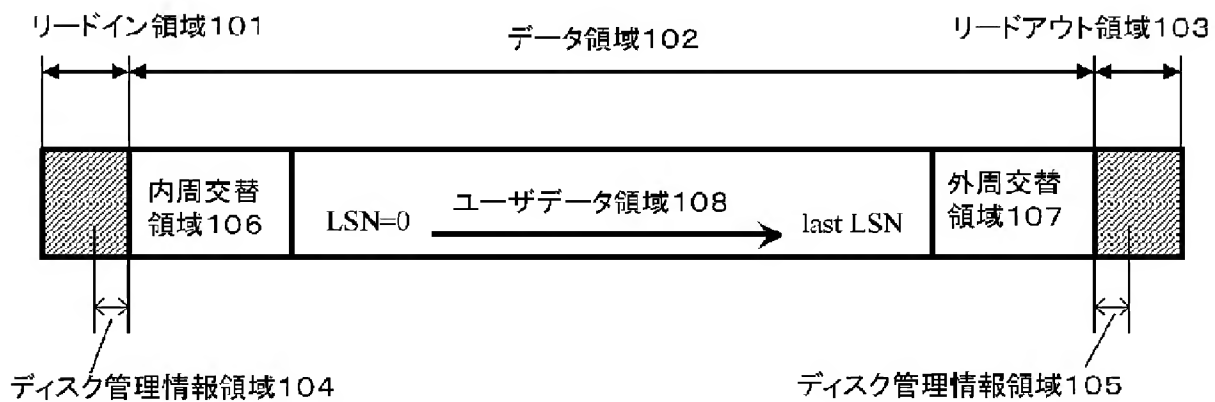 リードイン領域101
データ領域102
リードアウト領域103
内周交替
領域106
LSN=0
ユーザデータ領域108
last LSN
外周交替
領域107
ディスク管理情報領域104
ディスク管理情報領域105